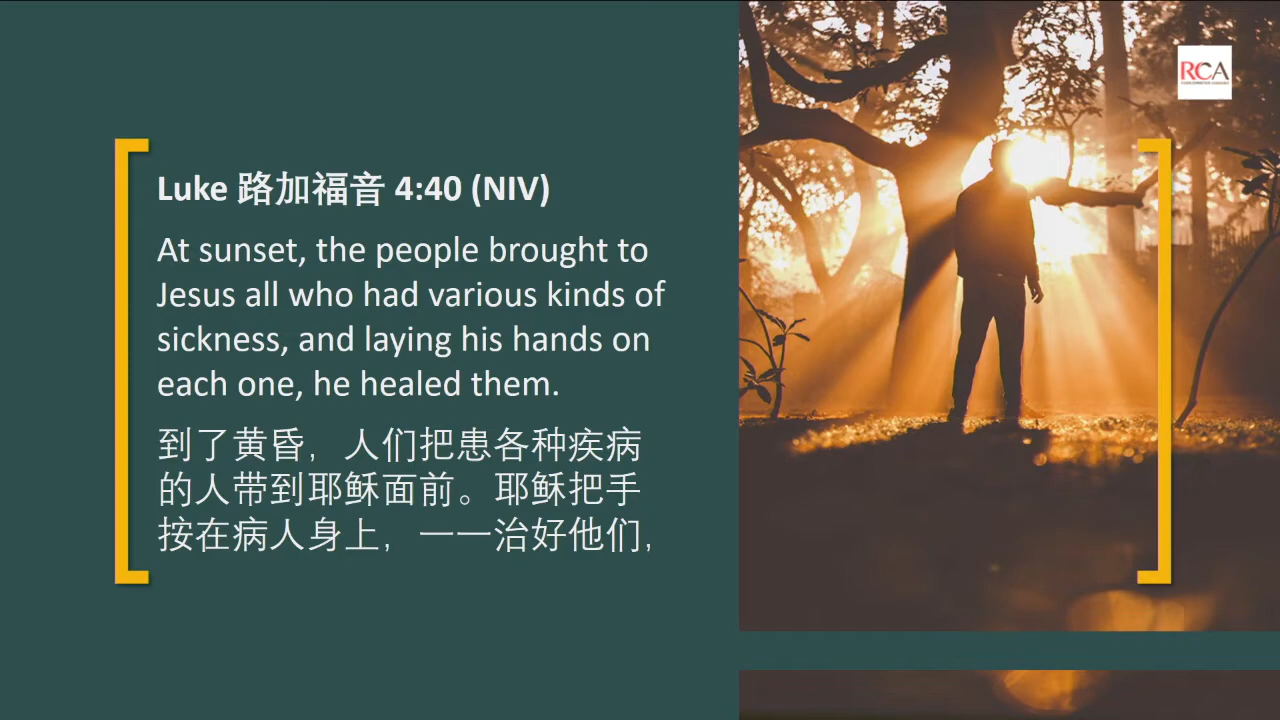 Luke 路加福音 4:40 (NIV)
At sunset, the people brought to
Jesus all who had various kinds of
sickness, and laying his hands on
each one, he healed them.
到了黄昏，人们把患各种疾病
的人带到耶稣面前。耶稣把手
按在病人身上，一一治好他们,
RCA